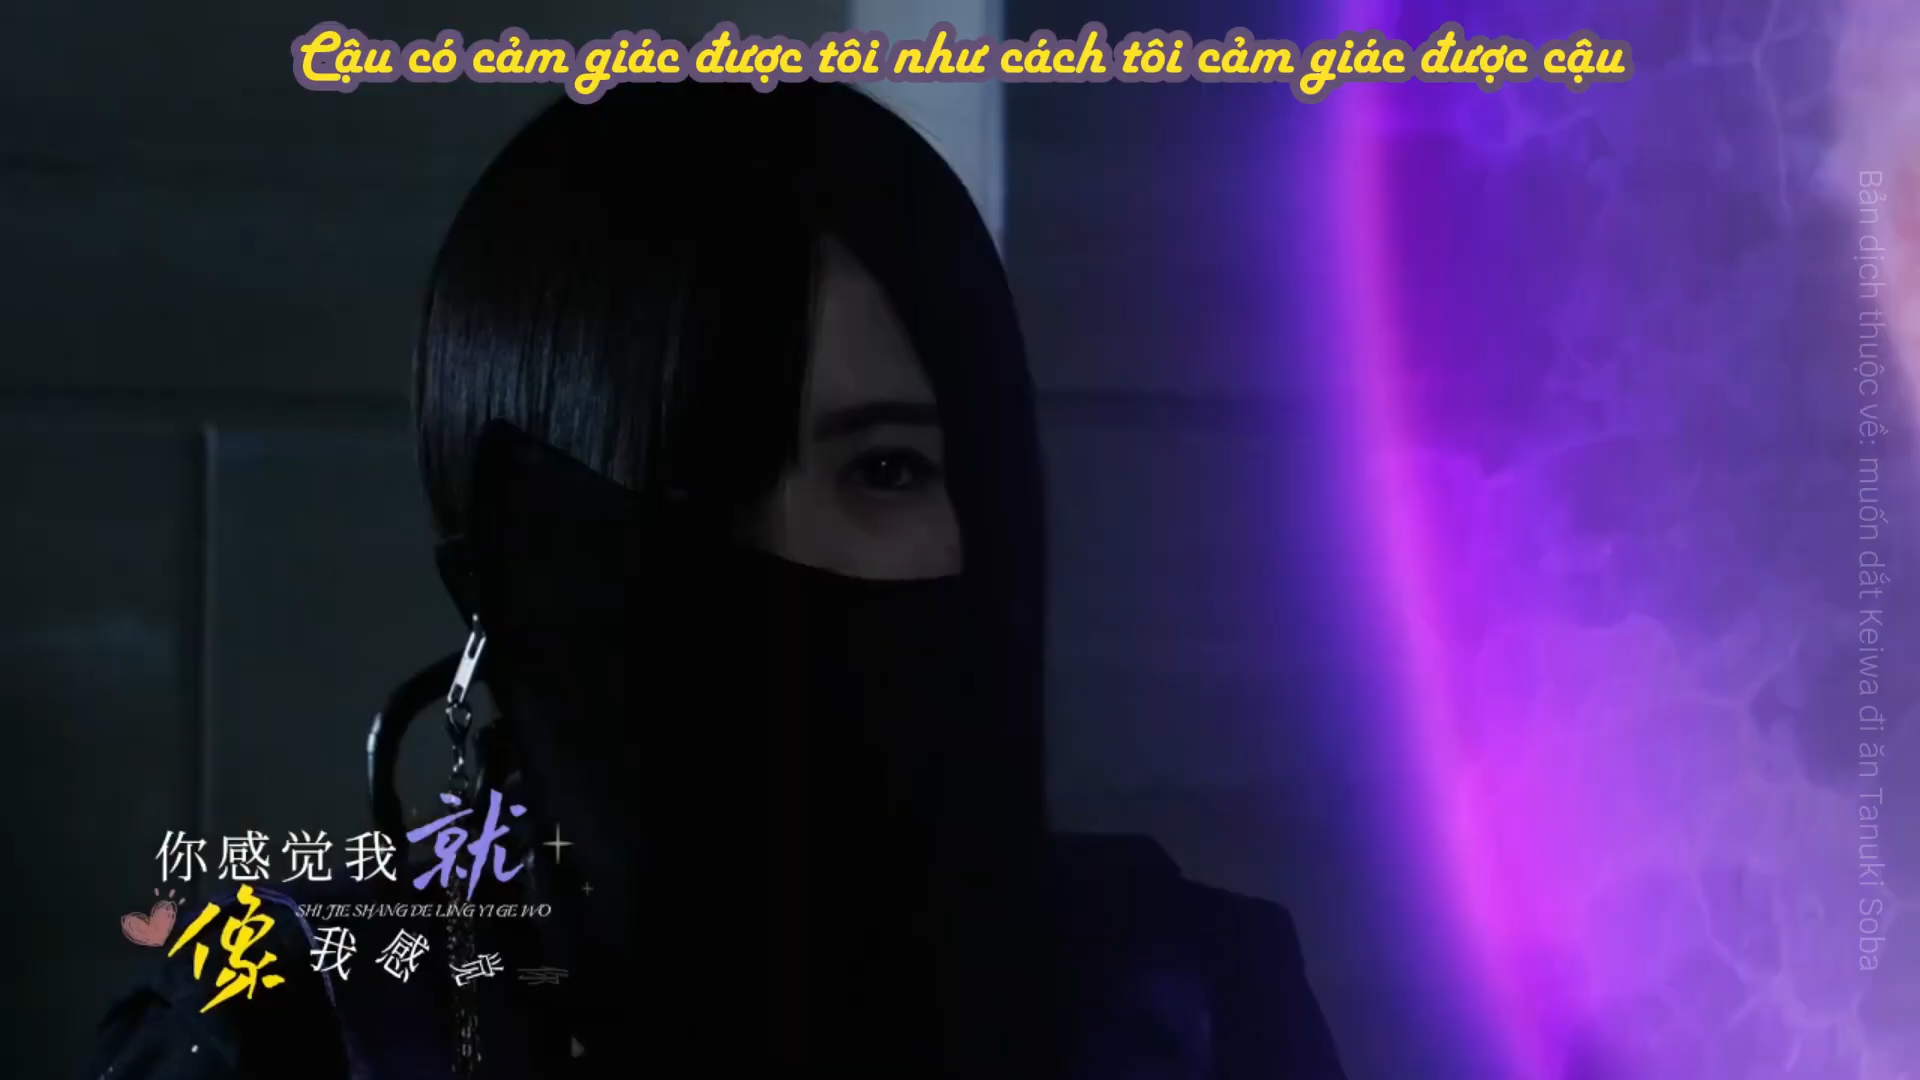 Cậu có cảm giác được tôi như cách tôi cảm giác được cậu
Bản dịch thuộc về: muốn dắt Keiwa đi ăn Tanuki Soba
你感觉我就
SHI JIE SHANG DE LING YI GE WO
像我感觉你